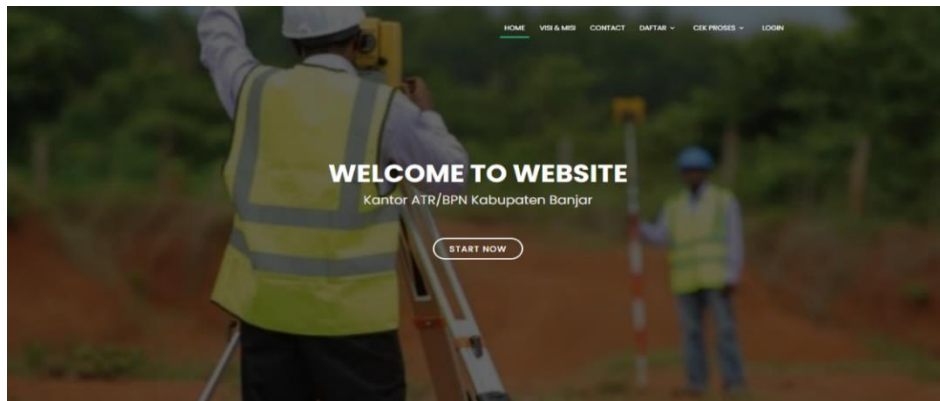 HOME VISI & MISI CONTACT DAFTAR CEK PROSES LOGIN
WELCOME TO WEBSITE
Kantor ATR/BPN Kabupaten Banjar
START NOW